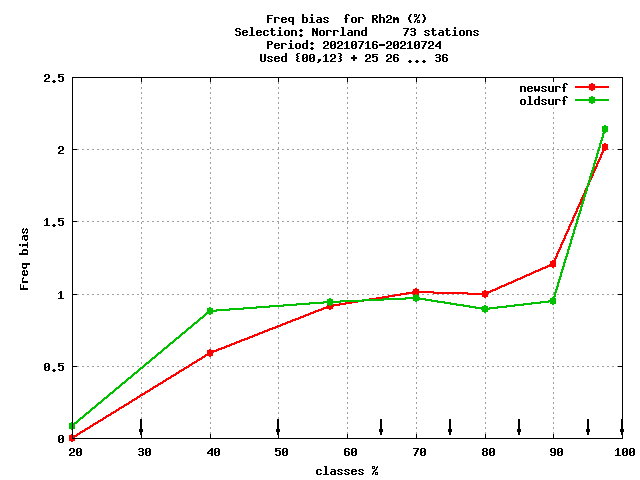 Freq bias  for Rh2m (%)
Selection: Norrland     73 stations
Period: 20210716-20210724
Used {00,12} + 25 26 ... 36
newsurf
oldsurf
2.5
2
1.5
1
0.5
0
Freq bias
20 30 40 50 60 70 80 90 100
classes %